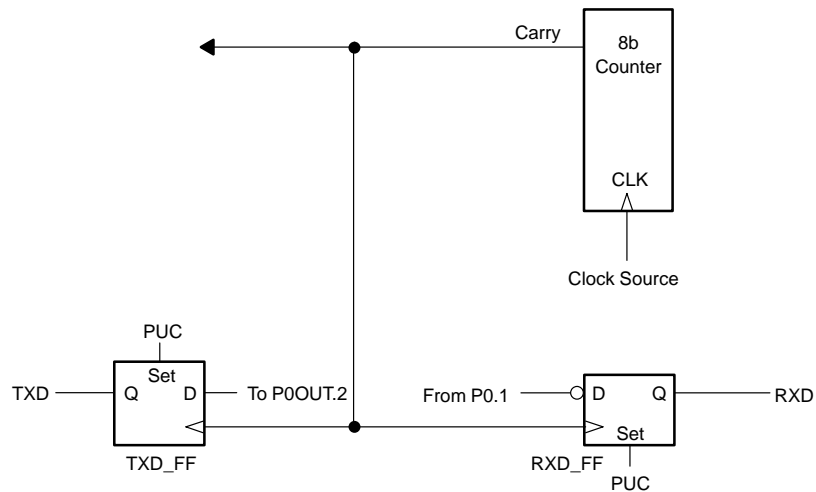 Carry
8b
Counter
CLK
Clock Source
PUC
Set
TXD
Q
D
To P0OUT.2
TXD_FF
From P0.1
D
Q
RXD
Set
RXD_FF
PUC